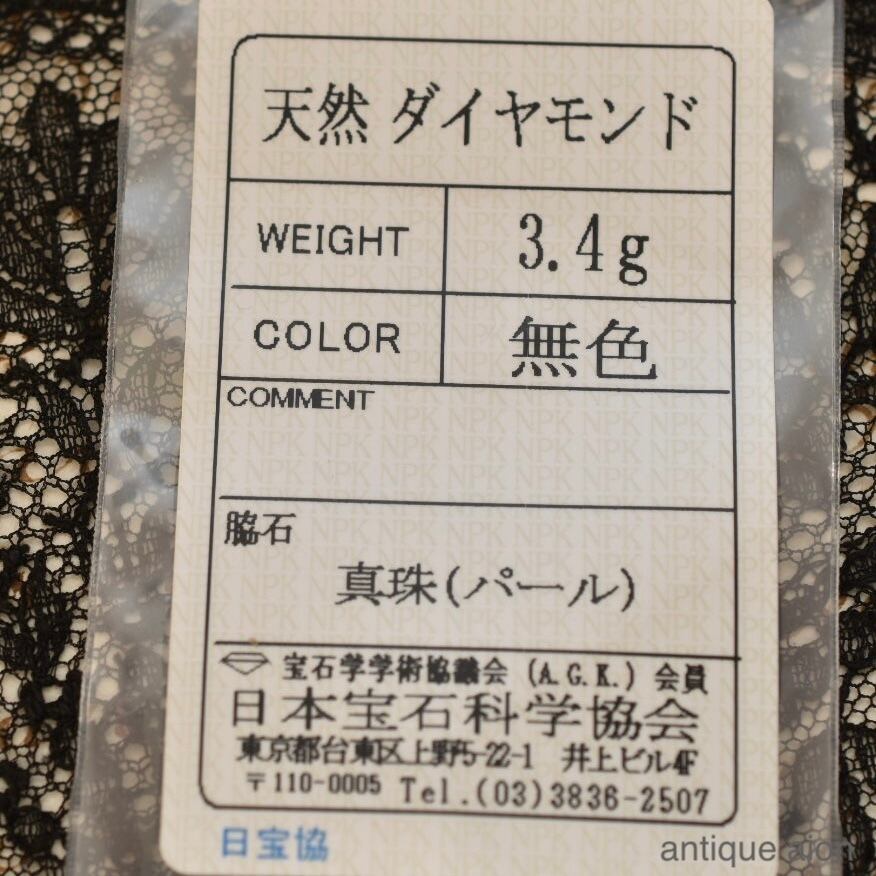 天然 ダイヤモンド
WEIGHT 3.4g
COLOR 無色
COMMENT
脇石
真珠(パール)
宝石学学術協議会 (A.G.K.) 会員
日本宝石科学協会
東京都台東区上野5-22-1 井上ビル4F
〒110-0005 Tel.(03)3836-2507
日宝協
antique